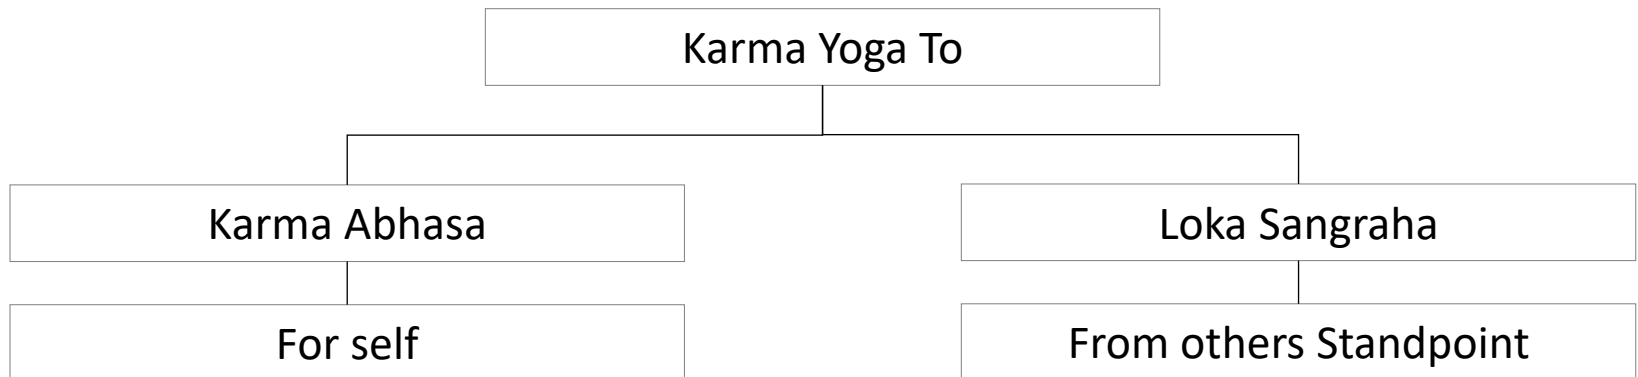 Karma Yoga To
Karma Abhasa
Loka Sangraha
For self
From others Standpoint